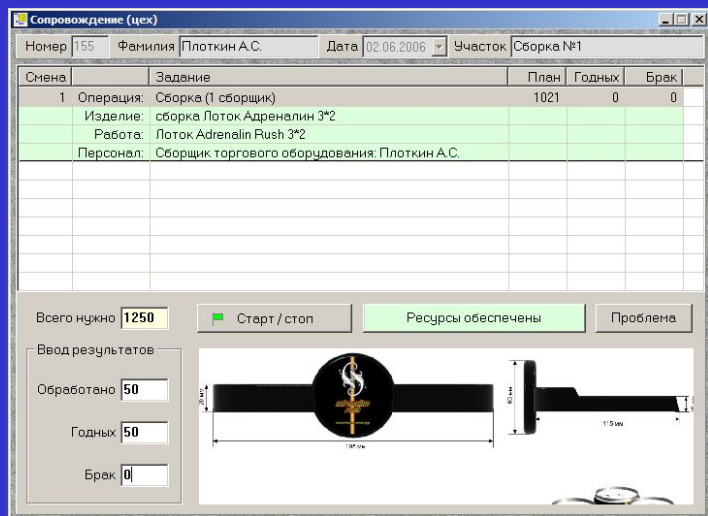 Сопровождение (цех)
Номер 155 Фамилия Плоткин А.С. Дата 02.06.2006 Участок Сборка №1
Смена Задание План Годных Брак
1 Операция: Сборка (1 сборщик) 1021 0 0
Изделие: сборка Лоток Адреналин 3*2
Работа: Лоток Adrenalin Rush 3*2
Персонал: Сборщик торгового оборудования: Плоткин А.С.
Всего нужно 1250 Старт / стоп Ресурсы обеспечены Проблема
Ввод результатов
Обработано 50
Годных 50
Брак 0
115 мм